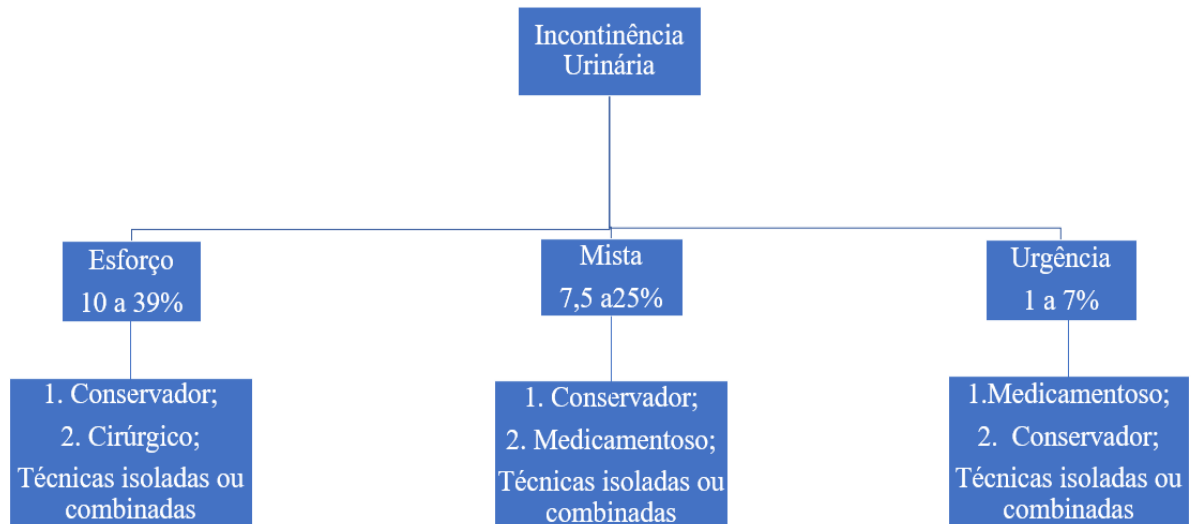 Incontinência
Urinária
Esforço
10 a 39%
Mista
7,5 a25%
Urgência
1 a 7%
1. Conservador;
2. Cirúrgico;
Técnicas isoladas ou
combinadas
1. Conservador;
2. Medicamentoso;
Técnicas isoladas ou
combinadas
1.Medicamentoso;
2. Conservador;
Técnicas isoladas ou
combinadas